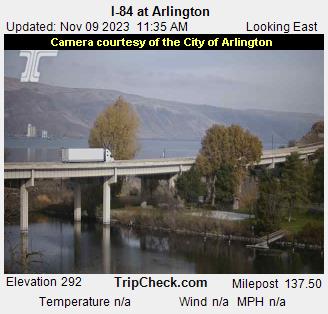 I-84 at Arlington
Updated: Nov 09 2023 11:35 AM Looking East
Camera courtesy of the City of Arlington
Elevation 292 TripCheck.com Milepost 137.50
Temperature n/a Wind n/a MPH n/a